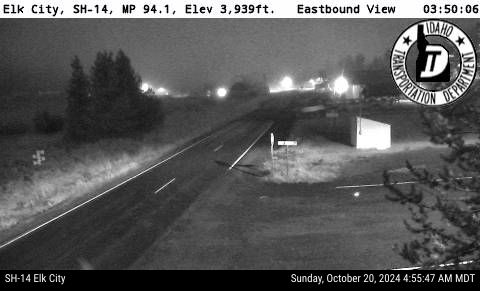 Elk City, SH-14, MP 94.1, Elev 3,939ft. Eastbound View 03:50:06
IDAHO
TRANSPORTATION DEPARTMENT
SH-14 Elk City Sunday, October 20, 2024 4:55:47 AM MDT